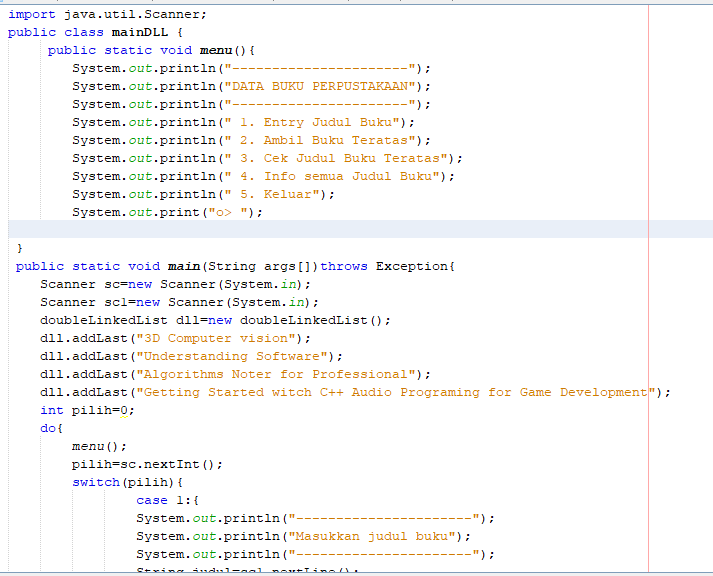 import java.util.Scanner;
public class mainDLL {
public static void menu(){
System.out.println("----------------------");
System.out.println("DATA BUKU PERPUSTAKAAN");
System.out.println("----------------------");
System.out.println(" 1. Entry Judul Buku");
System.out.println(" 2. Ambil Buku Teratas");
System.out.println(" 3. Cek Judul Buku Teratas");
System.out.println(" 4. Info semua Judul Buku");
System.out.println(" 5. Keluar");
System.out.print("o> ");
}
public static void main(String args[])throws Exception{
Scanner sc=new Scanner(System.in);
Scanner sc1=new Scanner(System.in);
doubleLinkedList dll=new doubleLinkedList();
dll.addLast("3D Computer vision");
dll.addLast("Understanding Software");
dll.addLast("Algorithms Noter for Professional");
dll.addLast("Getting Started witch C++ Audio Programing for Game Development");
int pilih=0;
do{
menu();
pilih=sc.nextInt();
switch(pilih){
case 1:{
System.out.println("----------------------");
System.out.println("Masukkan judul buku");
System.out.println("----------------------");
String judul=sc1.nextLine();